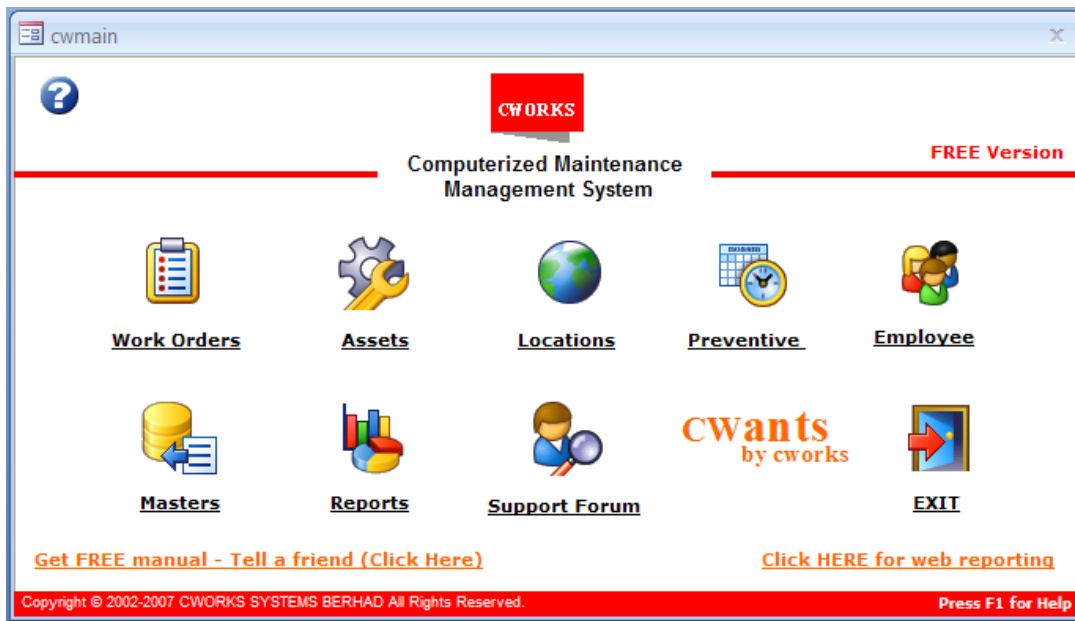 cwmain
CWORKS
FREE Version
Computerized Maintenance
Management System
Work Orders
Assets
Locations
Preventive
Employee
CWants
by cworks
Masters
Reports
Support Forum
EXIT
Get FREE manual - Tell a friend (Click Here)
Click HERE for web reporting
Copyright © 2002-2007 CWORKS SYSTEMS BERHAD All Rights Reserved.
Press F1 for Help